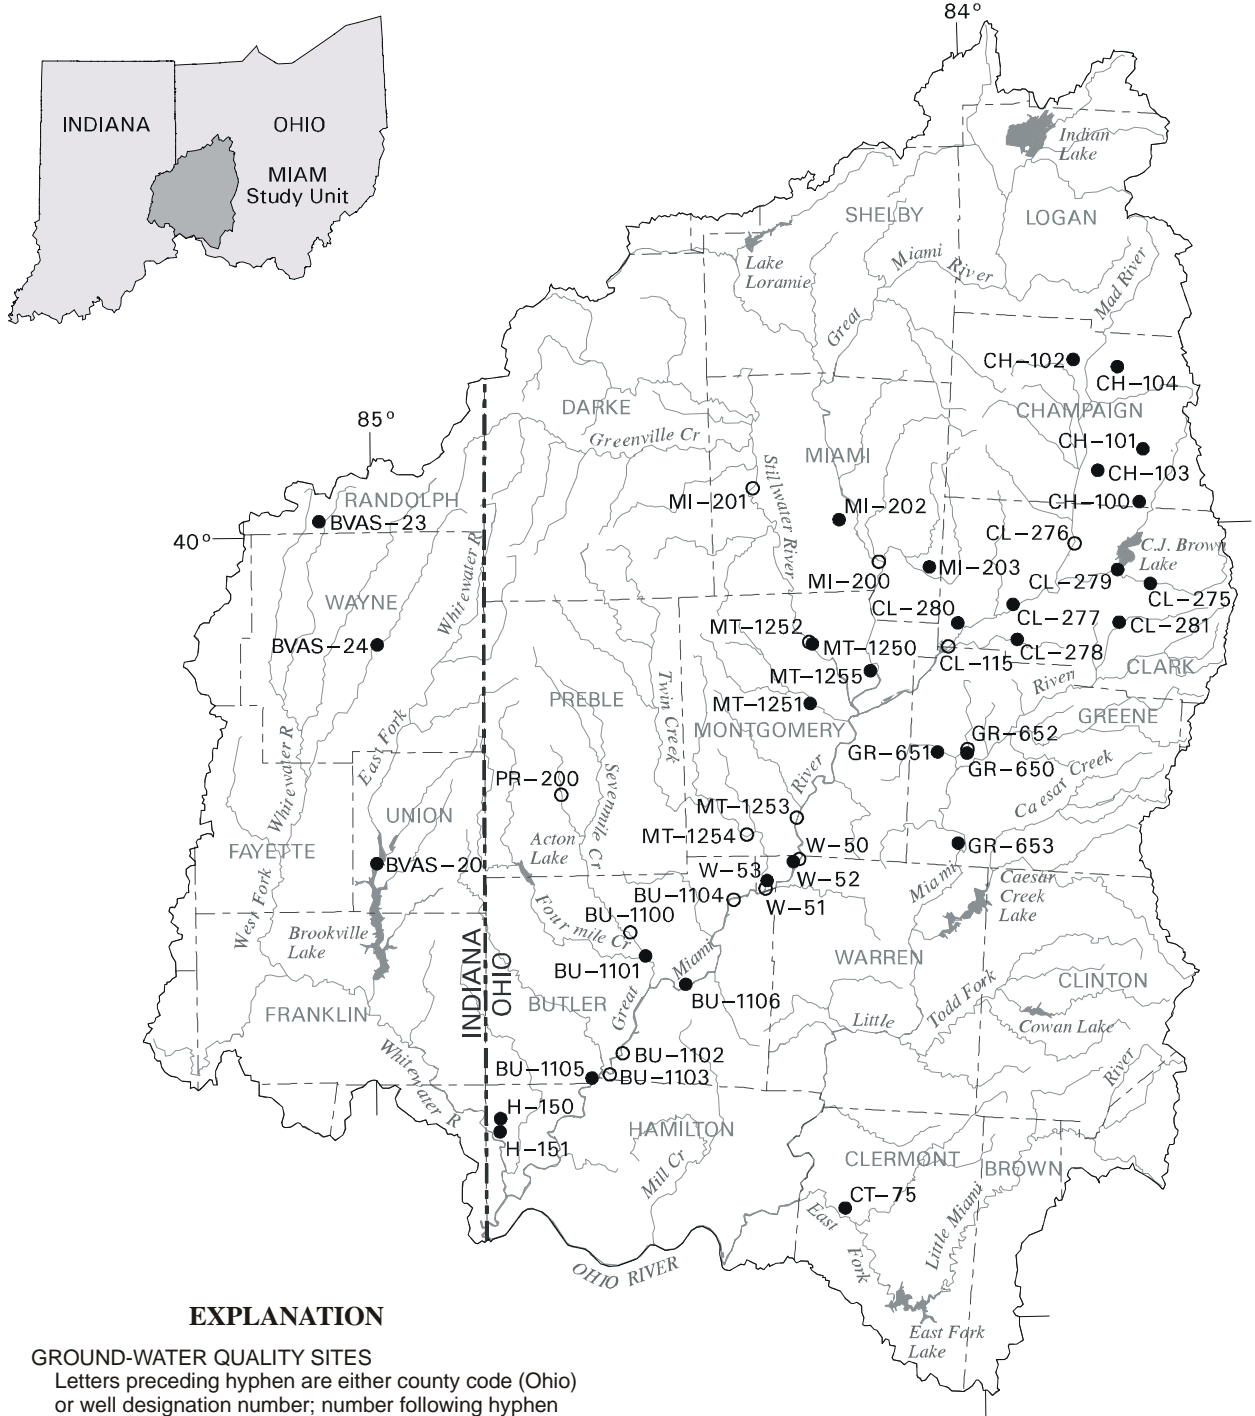 84°
INDIANA
OHIO
MIAM
Study Unit
Indian
Lake
SHELBY
LOGAN
Lake
Loramie
Miami River
Mad River
Great
CH-102
CH-104
DARKE
CHAMPAIGN
85°
Greenville Cr
CH-101
MIAMI
CH-103
RANDOLPH
MI-201
Stillwater River
MI-202
CH-100
BVAS-23
40°
CL-276
C.J. Brown
Lake
Whitewater R
MI-200
MI-203
CL-279
CL-275
WAYNE
CL-280
CL-277
CL-281
MT-1252
MT-1250
CL-278
BVAS-24
CL-115
MT-1255
CLARK
Twin Creek
River
PREBLE
MT-1251
MONTGOMERY
GREENE
East Fork
GR-652
GR-651
GR-650
Whitewater R
PR-200
Sevenmile Cr
River
Caesar Creek
MT-1253
UNION
MT-1254
Acton
Lake
W-50
GR-653
FAYETTE
BVAS-20
W-53
W-52
Miami
Caesar
Creek
Lake
BU-1104
W-51
West Fork
BU-1100
Four mile Cr
Brookville
Lake
INDIANA
OHIO
BU-1101
Miami
WARREN
BU-1106
CLINTON
BUTLER
Great
Todd Fork
FRANKLIN
Little
Cowan Lake
Whitewater R
BU-1102
BU-1105
BU-1103
River
H-150
HAMILTON
H-151
CLERMONT
BROWN
Mill Cr
CT-75
East
Fork
Little Miami
OHIO RIVER
East Fork
Lake
EXPLANATION
GROUND-WATER QUALITY SITES
Letters preceding hyphen are either county code (Ohio)
or well designation number; number following hyphen